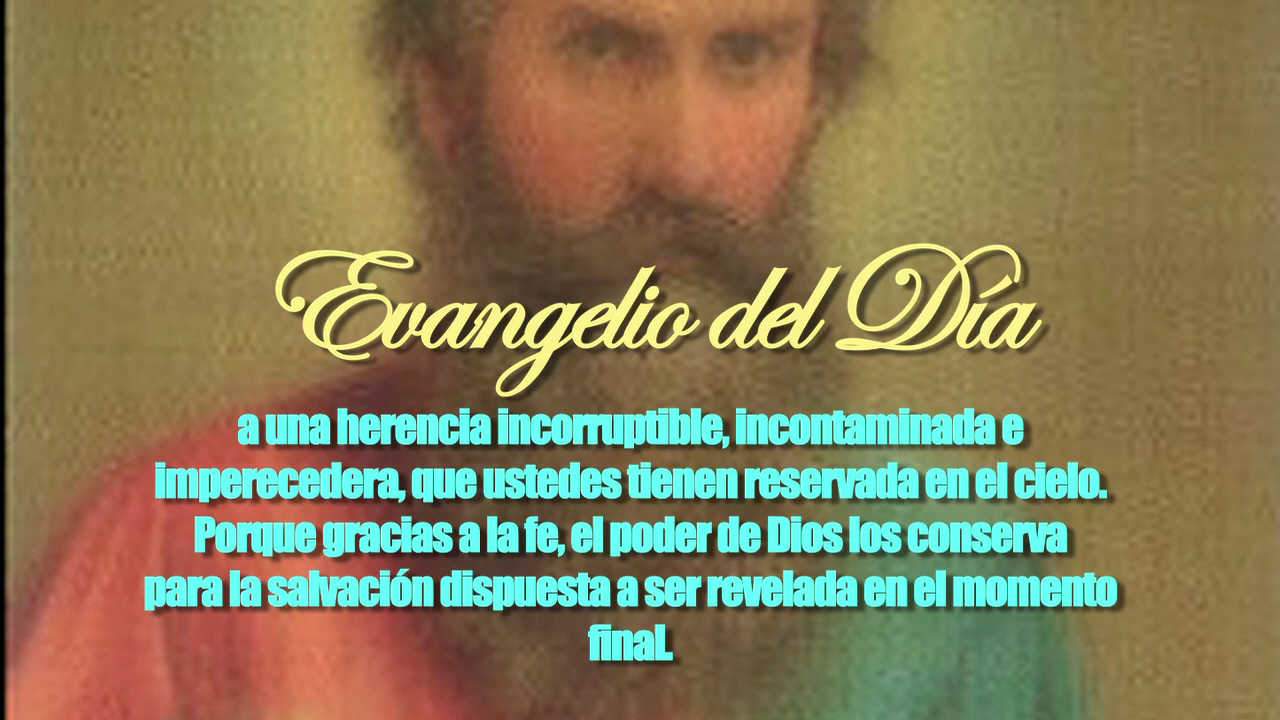 Evangelio del Día
a una herencia incorruptible, incontaminada e
imperecedera, que ustedes tienen reservada en el cielo.
Porque gracias a la fe, el poder de Dios los conserva
para la salvación dispuesta a ser revelada en el momento
final.